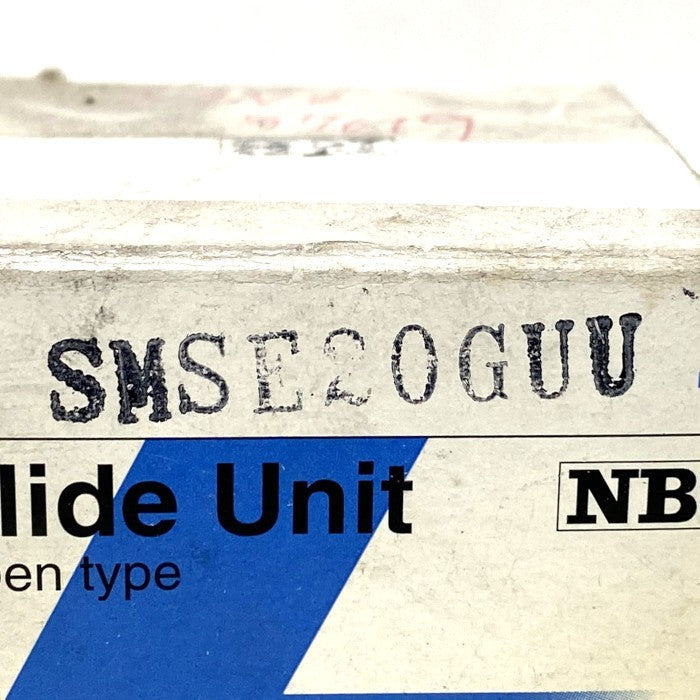 SMSE20GUU
lide Unit
NB
en type